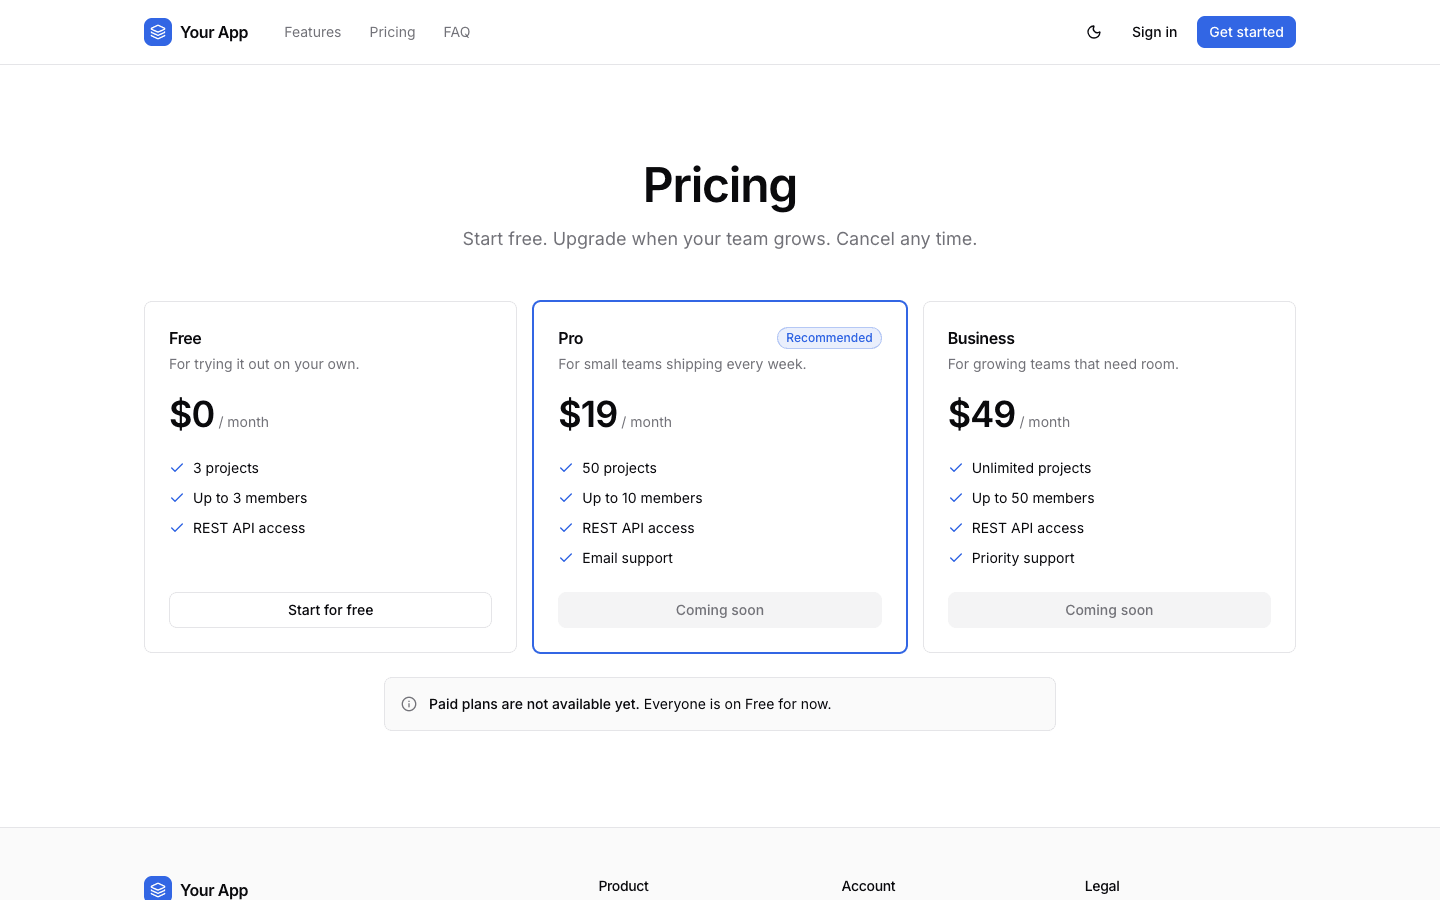 Your App
Features
Pricing
FAQ
Sign in
Get started
Pricing
Start free. Upgrade when your team grows. Cancel any time.
Free
For trying it out on your own.
$0 / month
3 projects
Up to 3 members
REST API access
Start for free
Pro
Recommended
For small teams shipping every week.
$19 / month
50 projects
Up to 10 members
REST API access
Email support
Coming soon
Business
For growing teams that need room.
$49 / month
Unlimited projects
Up to 50 members
REST API access
Priority support
Coming soon
Paid plans are not available yet. Everyone is on Free for now.
Your App
Product
Account
Legal